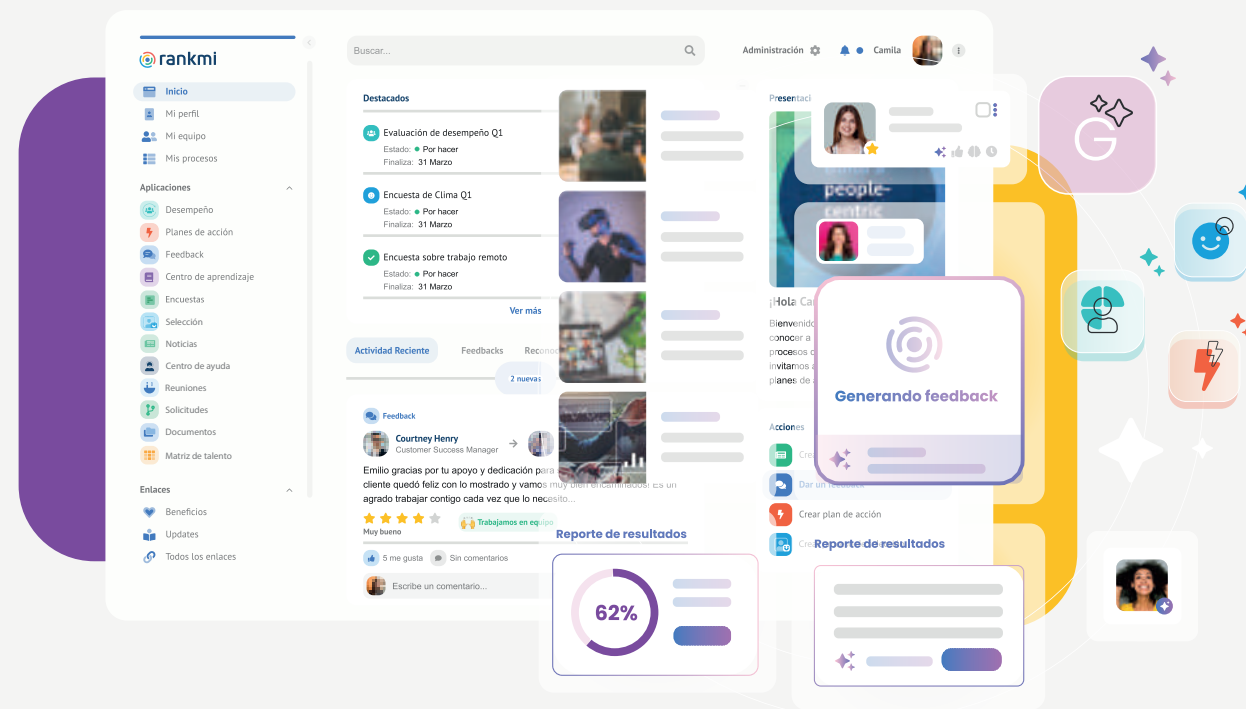 rankmi
Buscar...
Administración
Camila
Inicio
Mi perfil
Mi equipo
Mis procesos
Aplicaciones
Desempeño
Planes de acción
Feedback
Centro de aprendizaje
Encuestas
Selección
Noticias
Centro de ayuda
Reuniones
Solicitudes
Documentos
Matriz de talento
Enlaces
Beneficios
Updates
Todos los enlaces
Destacados
Evaluación de desempeño Q1
Estado: Por hacer
Finaliza: 31 Marzo
Encuesta de Clima Q1
Estado: Por hacer
Finaliza: 31 Marzo
Encuesta sobre trabajo remoto
Estado: Por hacer
Finaliza: 31 Marzo
Ver más
Actividad Reciente
Feedbacks
Recono
2 nuevas
Feedback
Courtney Henry
Customer Success Manager
Emilio gracias por tu apoyo y dedicación para
cliente quedó feliz con lo mostrado y vamos muy bien encaminados! Es un
agrado trabajar contigo cada vez que lo necesito...
Muy bueno
Trabajamos en equipo
5 me gusta
Sin comentarios
Escribe un comentario...
Presentaci
people-
centric
¡Hola Ca
Bienvenido
conocer a
procesos
invitamos
planes de
Acciones
Dar un feedback
Crear plan de acción
G
Generando feedback
Reporte de resultados
62%
Reporte de resultados